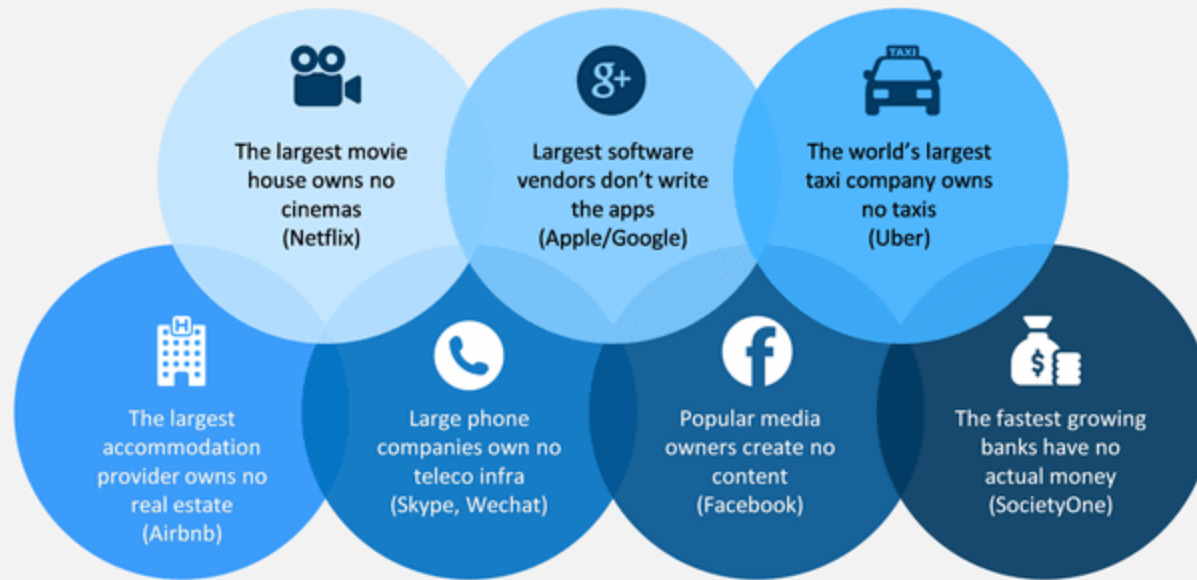 g+
TAXI
The largest movie
house owns no
cinemas
(Netflix)
Largest software
vendors don't write
the apps
(Apple/Google)
The world's largest
taxi company owns
no taxis
(Uber)
H
f
$
The largest
accommodation
provider owns no
real estate
(Airbnb)
Large phone
companies own no
teleco infra
(Skype, Wechat)
Popular media
owners create no
content
(Facebook)
The fastest growing
banks have no
actual money
(SocietyOne)